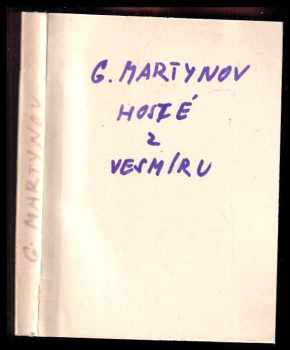 G. MARTYNOV
G. MARTYNOV
HOSTÉ
Z
VESMÍRU